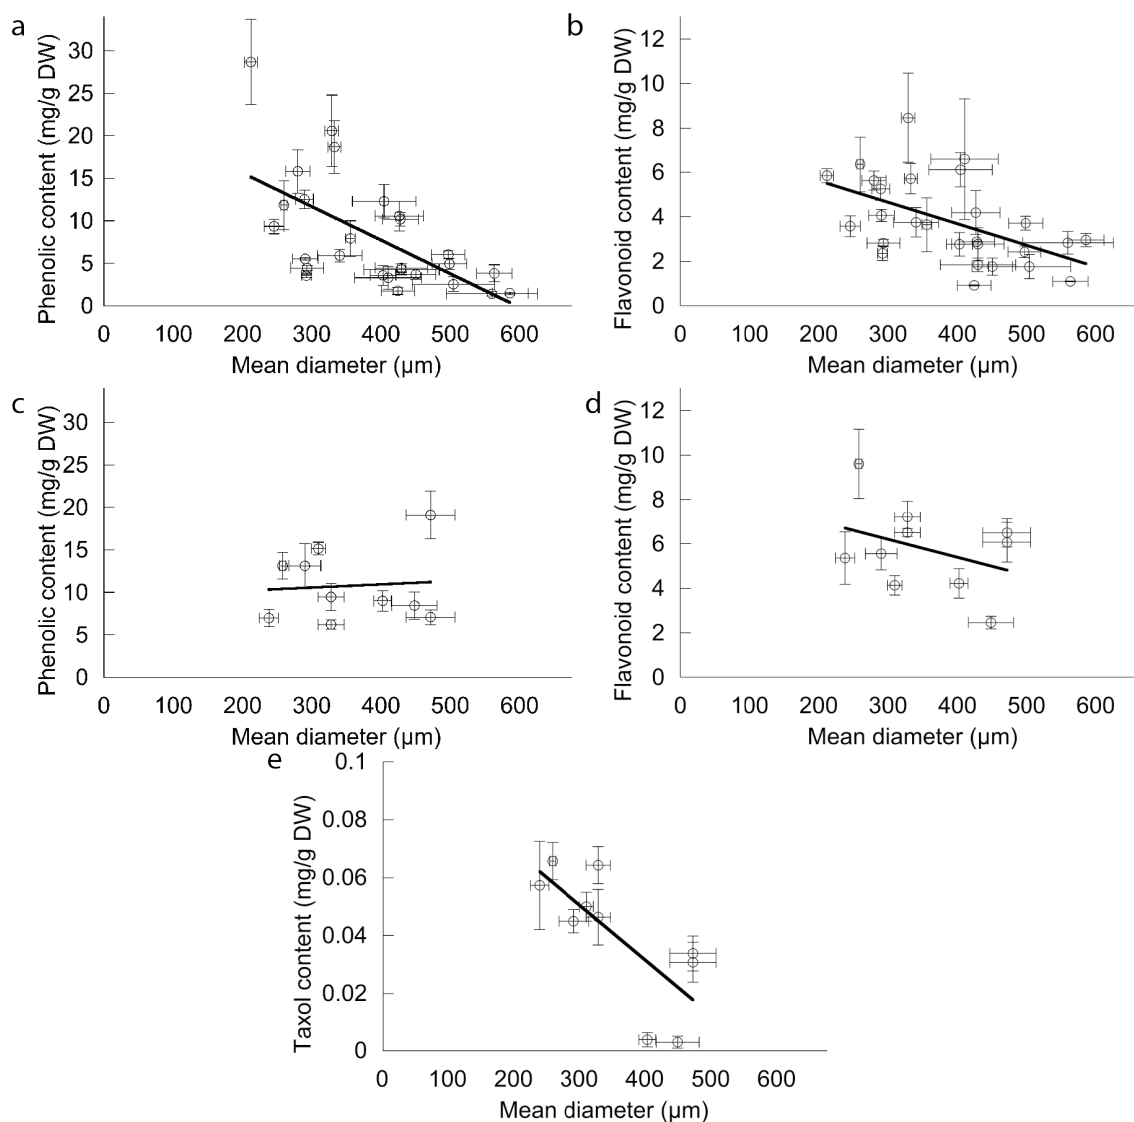 a
Phenolic content (mg/g DW)
30
25
20
15
10
5
0
0 100 200 300 400 500 600
Mean diameter (µm)
b
Flavonoid content (mg/g DW)
12
10
8
6
4
2
0
0 100 200 300 400 500 600
Mean diameter (µm)
c
Phenolic content (mg/g DW)
30
25
20
15
10
5
0
0 100 200 300 400 500 600
Mean diameter (µm)
d
Flavonoid content (mg/g DW)
12
10
8
6
4
2
0
0 100 200 300 400 500 600
Mean diameter (µm)
e
Taxol content (mg/g DW)
0.1
0.08
0.06
0.04
0.02
0
0 100 200 300 400 500 600
Mean diameter (µm)